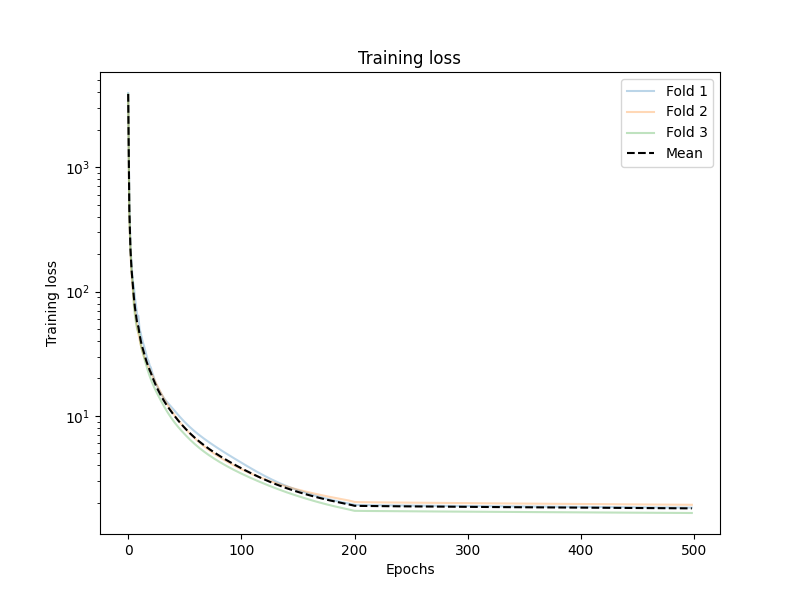 Training loss
Fold 1
Fold 2
Fold 3
Mean
Training loss
10³
10²
10¹
0 100 200 300 400 500
Epochs